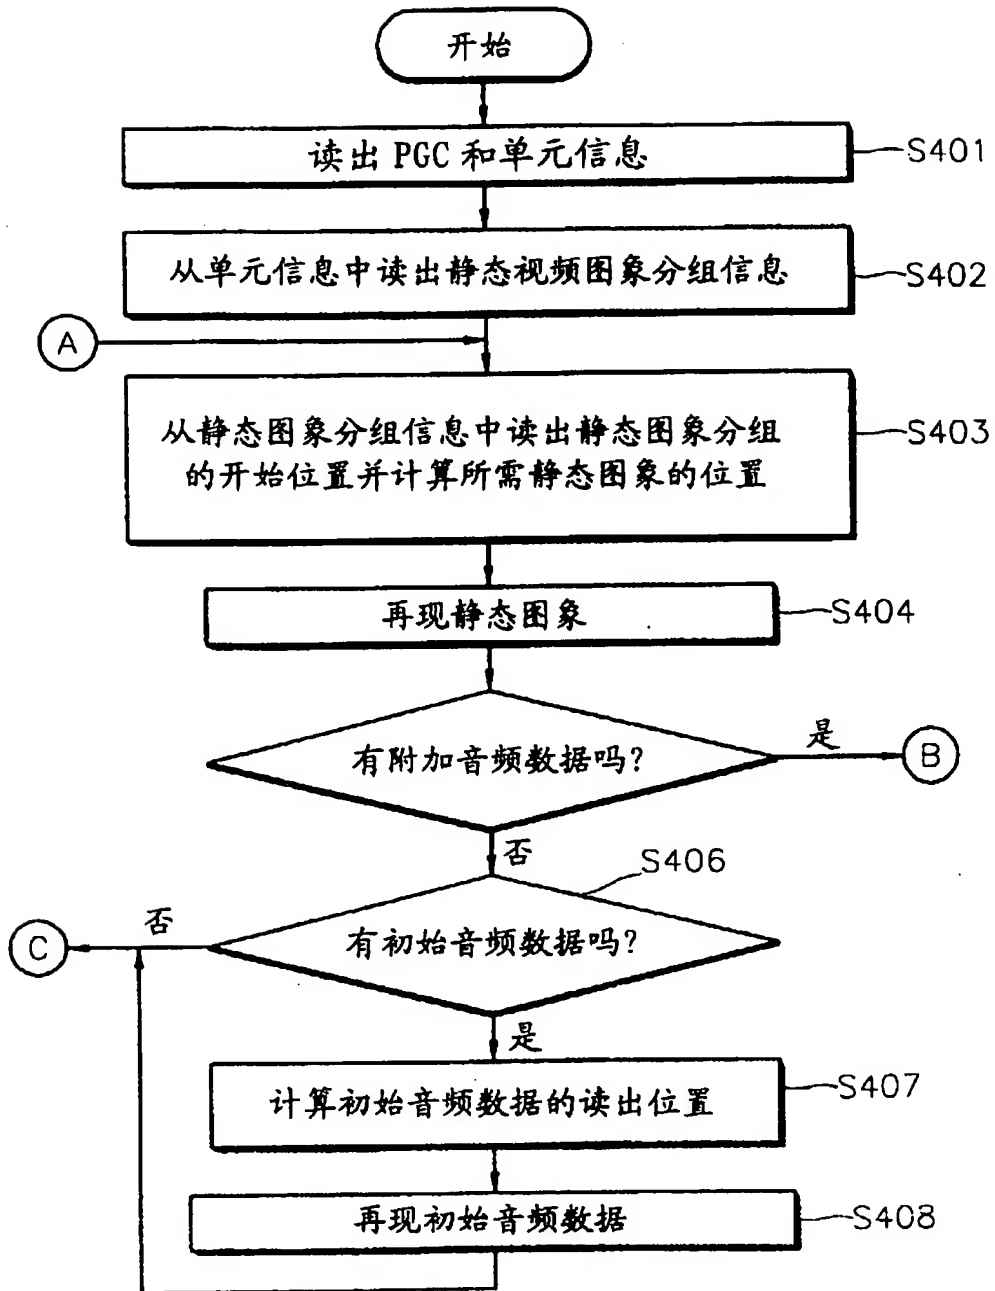 开始
读出 PGC 和单元信息
S401
从单元信息中读出静态视频图象分组信息
S402
A
从静态图象分组信息中读出静态图象分组
的开始位置并计算所需静态图象的位置
S403
再现静态图象
S404
有附加音频数据吗?
是
B
否
S406
有初始音频数据吗?
否
C
是
计算初始音频数据的读出位置
S407
再现初始音频数据
S408